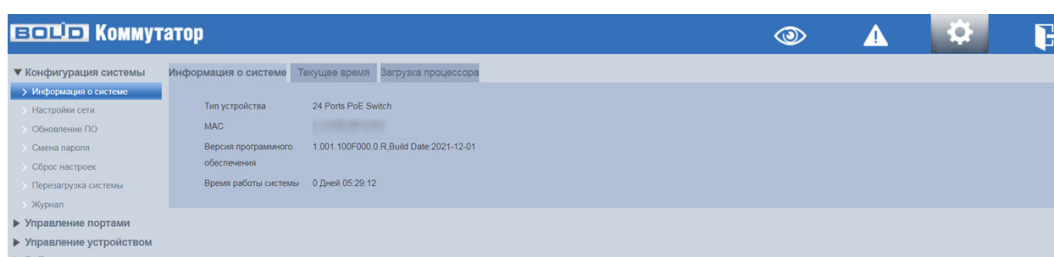 BOLID Коммутатор
Конфигурация системы
Информация о системе
Настройки сети
Обновление ПО
Смена пароля
Сброс настроек
Перезагрузка системы
Журнал
Управление портами
Управление устройством
Информация о системе Текущее время Загрузка процессора
Тип устройства 24 Ports PoE Switch
MAC
Версия программного обеспечения 1.001.100F000.0.R,Build Date:2021-12-01
Время работы системы 0 Дней 05:29:12